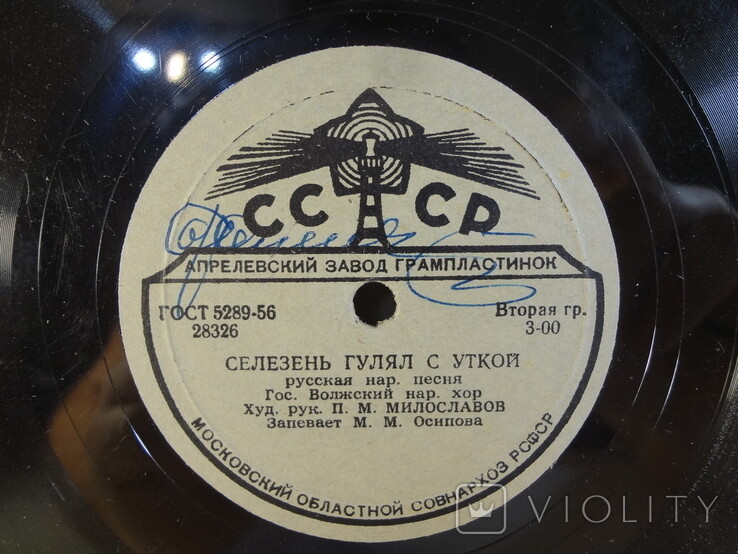 СССР
АПРЕЛЕВСКИЙ ЗАВОД ГРАМПЛАСТИНОК
ГОСТ 5289-56
28326
Вторая гр.
3-00
СЕЛЕЗЕНЬ ГУЛЯЛ С УТКОЙ
русская нар. песня
Гос. Волжский нар. хор
Худ. рук. П. М. МИЛОСЛАВОВ
Запевает М. М. Осипова
МОСКОВСКИЙ ОБЛАСТНОЙ СОВНАРХОЗ РСФСР
VIOLITY